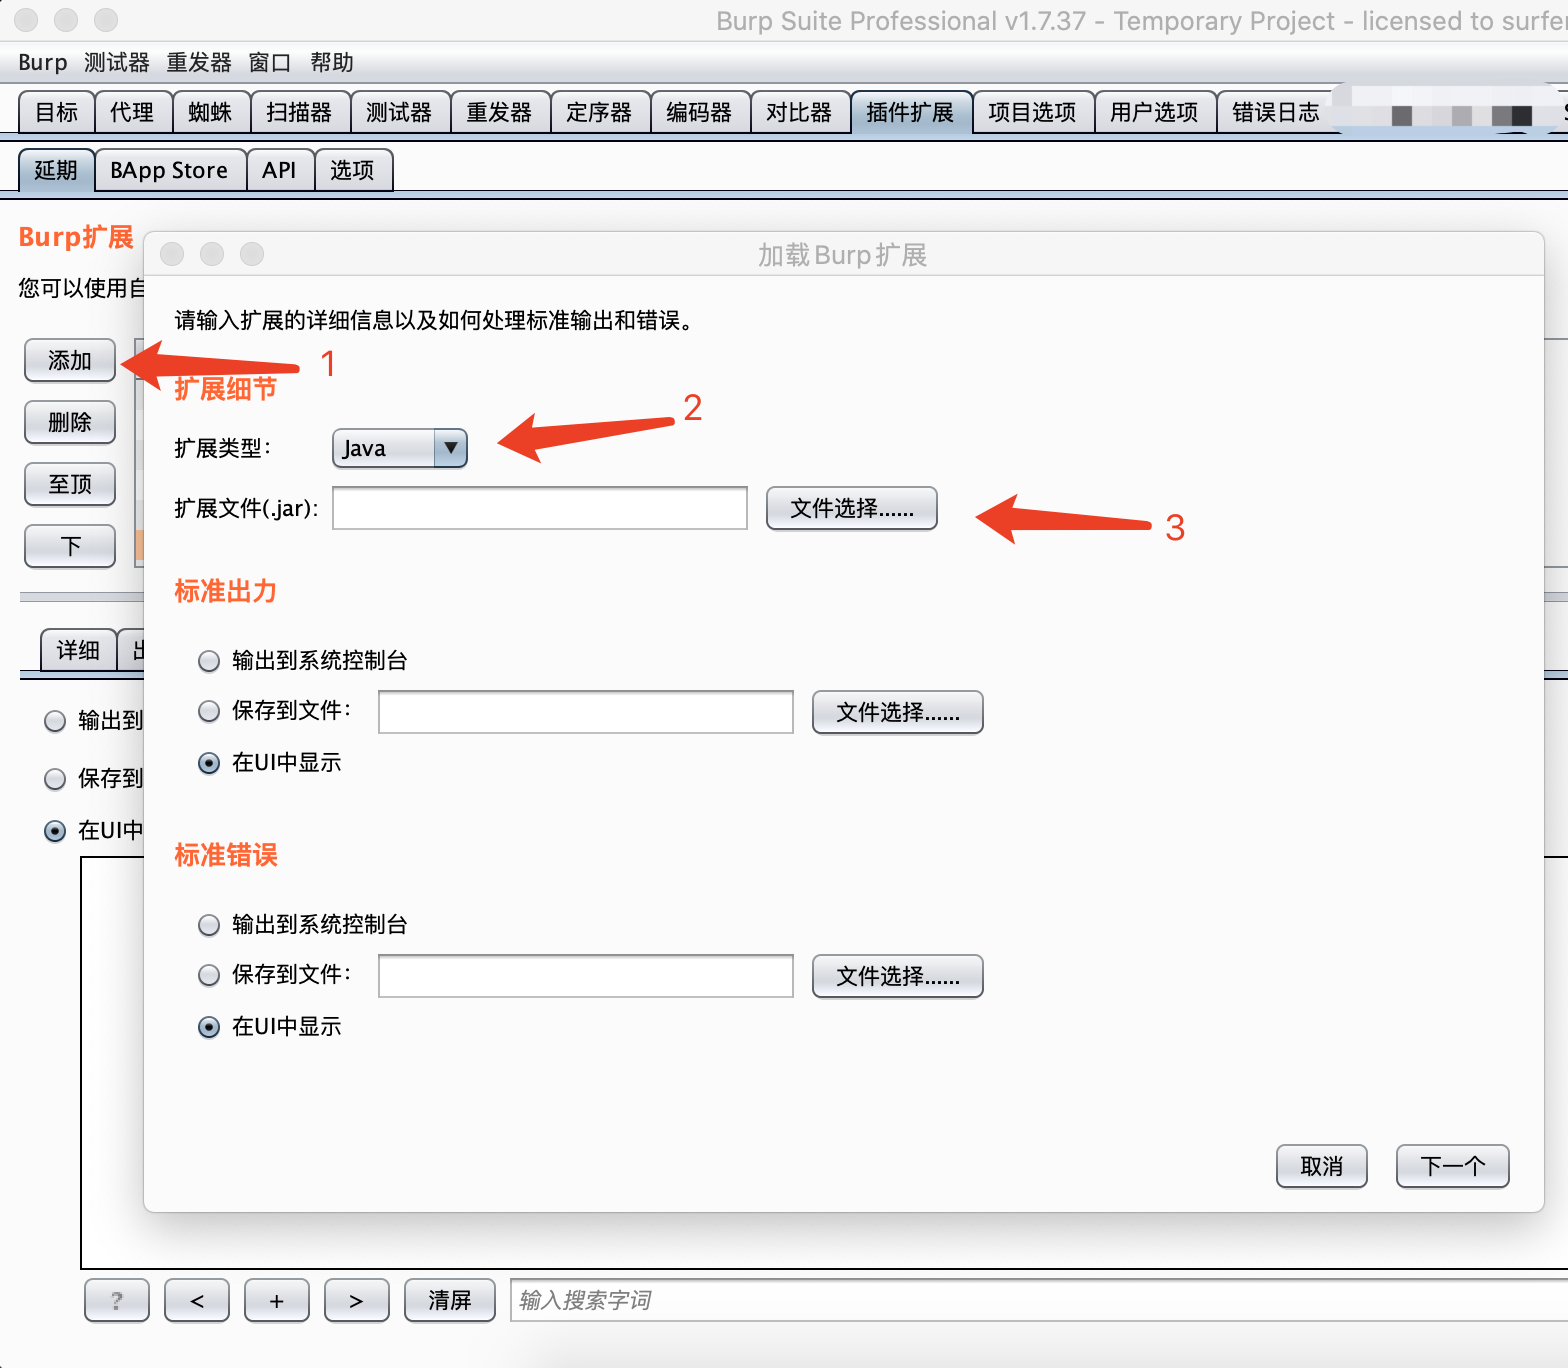 Burp Suite Professional v1.7.37 - Temporary Project - licensed to surfer
Burp 测试器 重发器 窗口 帮助
目标 代理 蜘蛛 扫描器 测试器 重发器 定序器 编码器 对比器 插件扩展 项目选项 用户选项 错误日志
延期 BApp Store API 选项
Burp扩展
加载Burp扩展
您可以使用自
请输入扩展的详细信息以及如何处理标准输出和错误。
添加
1
扩展细节
2
删除
扩展类型：
Java
至顶
扩展文件(.jar):
文件选择......
3
下
标准出力
详细
出
输出到系统控制台
输出到
保存到文件：
文件选择......
在UI中显示
保存到
在UI中
标准错误
输出到系统控制台
保存到文件：
文件选择......
在UI中显示
取消
下一个
? < + > 清屏 输入搜索字词